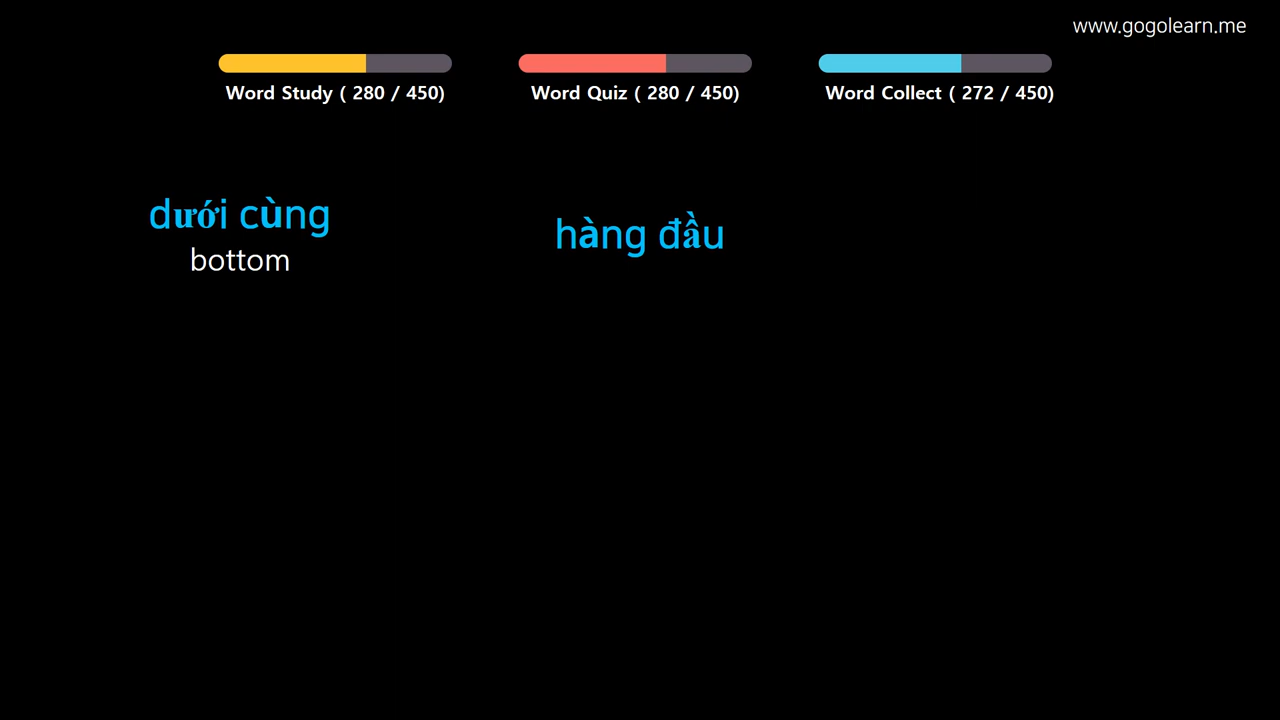 www.gogolearn.me
Word Study ( 280 / 450)
Word Quiz ( 280 / 450)
Word Collect ( 272 / 450)
dưới cùng
bottom
hàng đầu